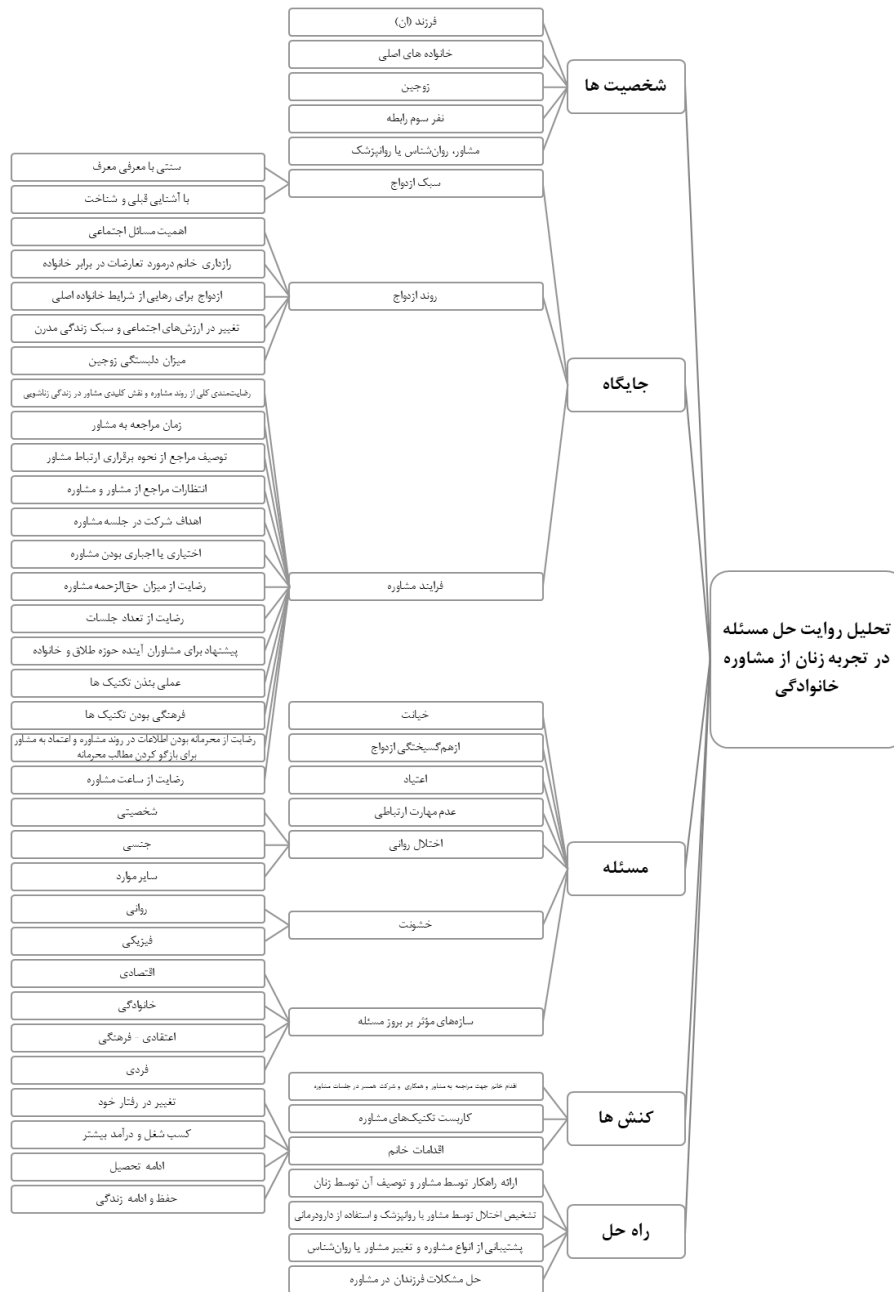 تحلیل روایت حل مسئله
در تجربه زنان از مشاوره
خانوادگی
شخصیت ها
فرزند (ان)
خانواده های اصلی
زوجین
نفر سوم رابطه
مشاور، روان‌شناس یا روانپزشک
جایگاه
سبک ازدواج
سنتی با معرفی معرف
با آشنایی قبلی و شناخت
روند ازدواج
اهمیت مسائل اجتماعی
رازداری خانم درمورد تعارضات در برابر خانواده
ازدواج برای رهایی از شرایط خانواده اصلی
تغییر در ارزش‌های اجتماعی و سبک زندگی مدرن
میزان دلبستگی زوجین
فرایند مشاوره
رضایت‌مندی کلی از روند مشاوره و نقش کلیدی مشاور در زندگی زناشویی
زمان مراجعه به مشاور
توصیف مراجع از نحوه برقراری ارتباط مشاور
انتظارات مراجع از مشاور و مشاوره
اهداف شرکت در جلسه مشاوره
اختیاری یا اجباری بودن مشاوره
رضایت از میزان حق‌الزحمه مشاوره
رضایت از تعداد جلسات
پیشنهاد برای مشاوران آینده حوزه طلاق و خانواده
عملی بئذن تکنیک ها
فرهنگی بودن تکنیک ها
رضایت از محرمانه بودن اطلاعات در روند مشاوره و اعتماد به مشاور
برای بازگو کردن مطالب محرمانه
رضایت از ساعت مشاوره
مسئله
خیانت
ازهم‌گسیختگی ازدواج
اعتیاد
عدم مهارت ارتباطی
اختلال روانی
شخصیتی
جنسی
سایر موارد
خشونت
روانی
فیزیکی
سازه‌های مؤثر بر بروز مسئله
اقتصادی
خانوادگی
اعتقادی - فرهنگی
فردی
کنش ها
اقدام خانم جهت مراجعه به مشاور و همکاری و شرکت همسر در جلسات مشاوره
کاربست تکنیک‌های مشاوره
اقدامات خانم
تغییر در رفتار خود
کسب شغل و درآمد بیشتر
ادامه تحصیل
حفظ و ادامه زندگی
راه حل
ارائه راهکار توسط مشاور و توصیف آن توسط زنان
تشخیص اختلال توسط مشاور یا روانپزشک و استفاده از دارودرمانی
پشتیبانی از انواع مشاوره و تغییر مشاور یا روان‌شناس
حل مشکلات فرزندان در مشاوره